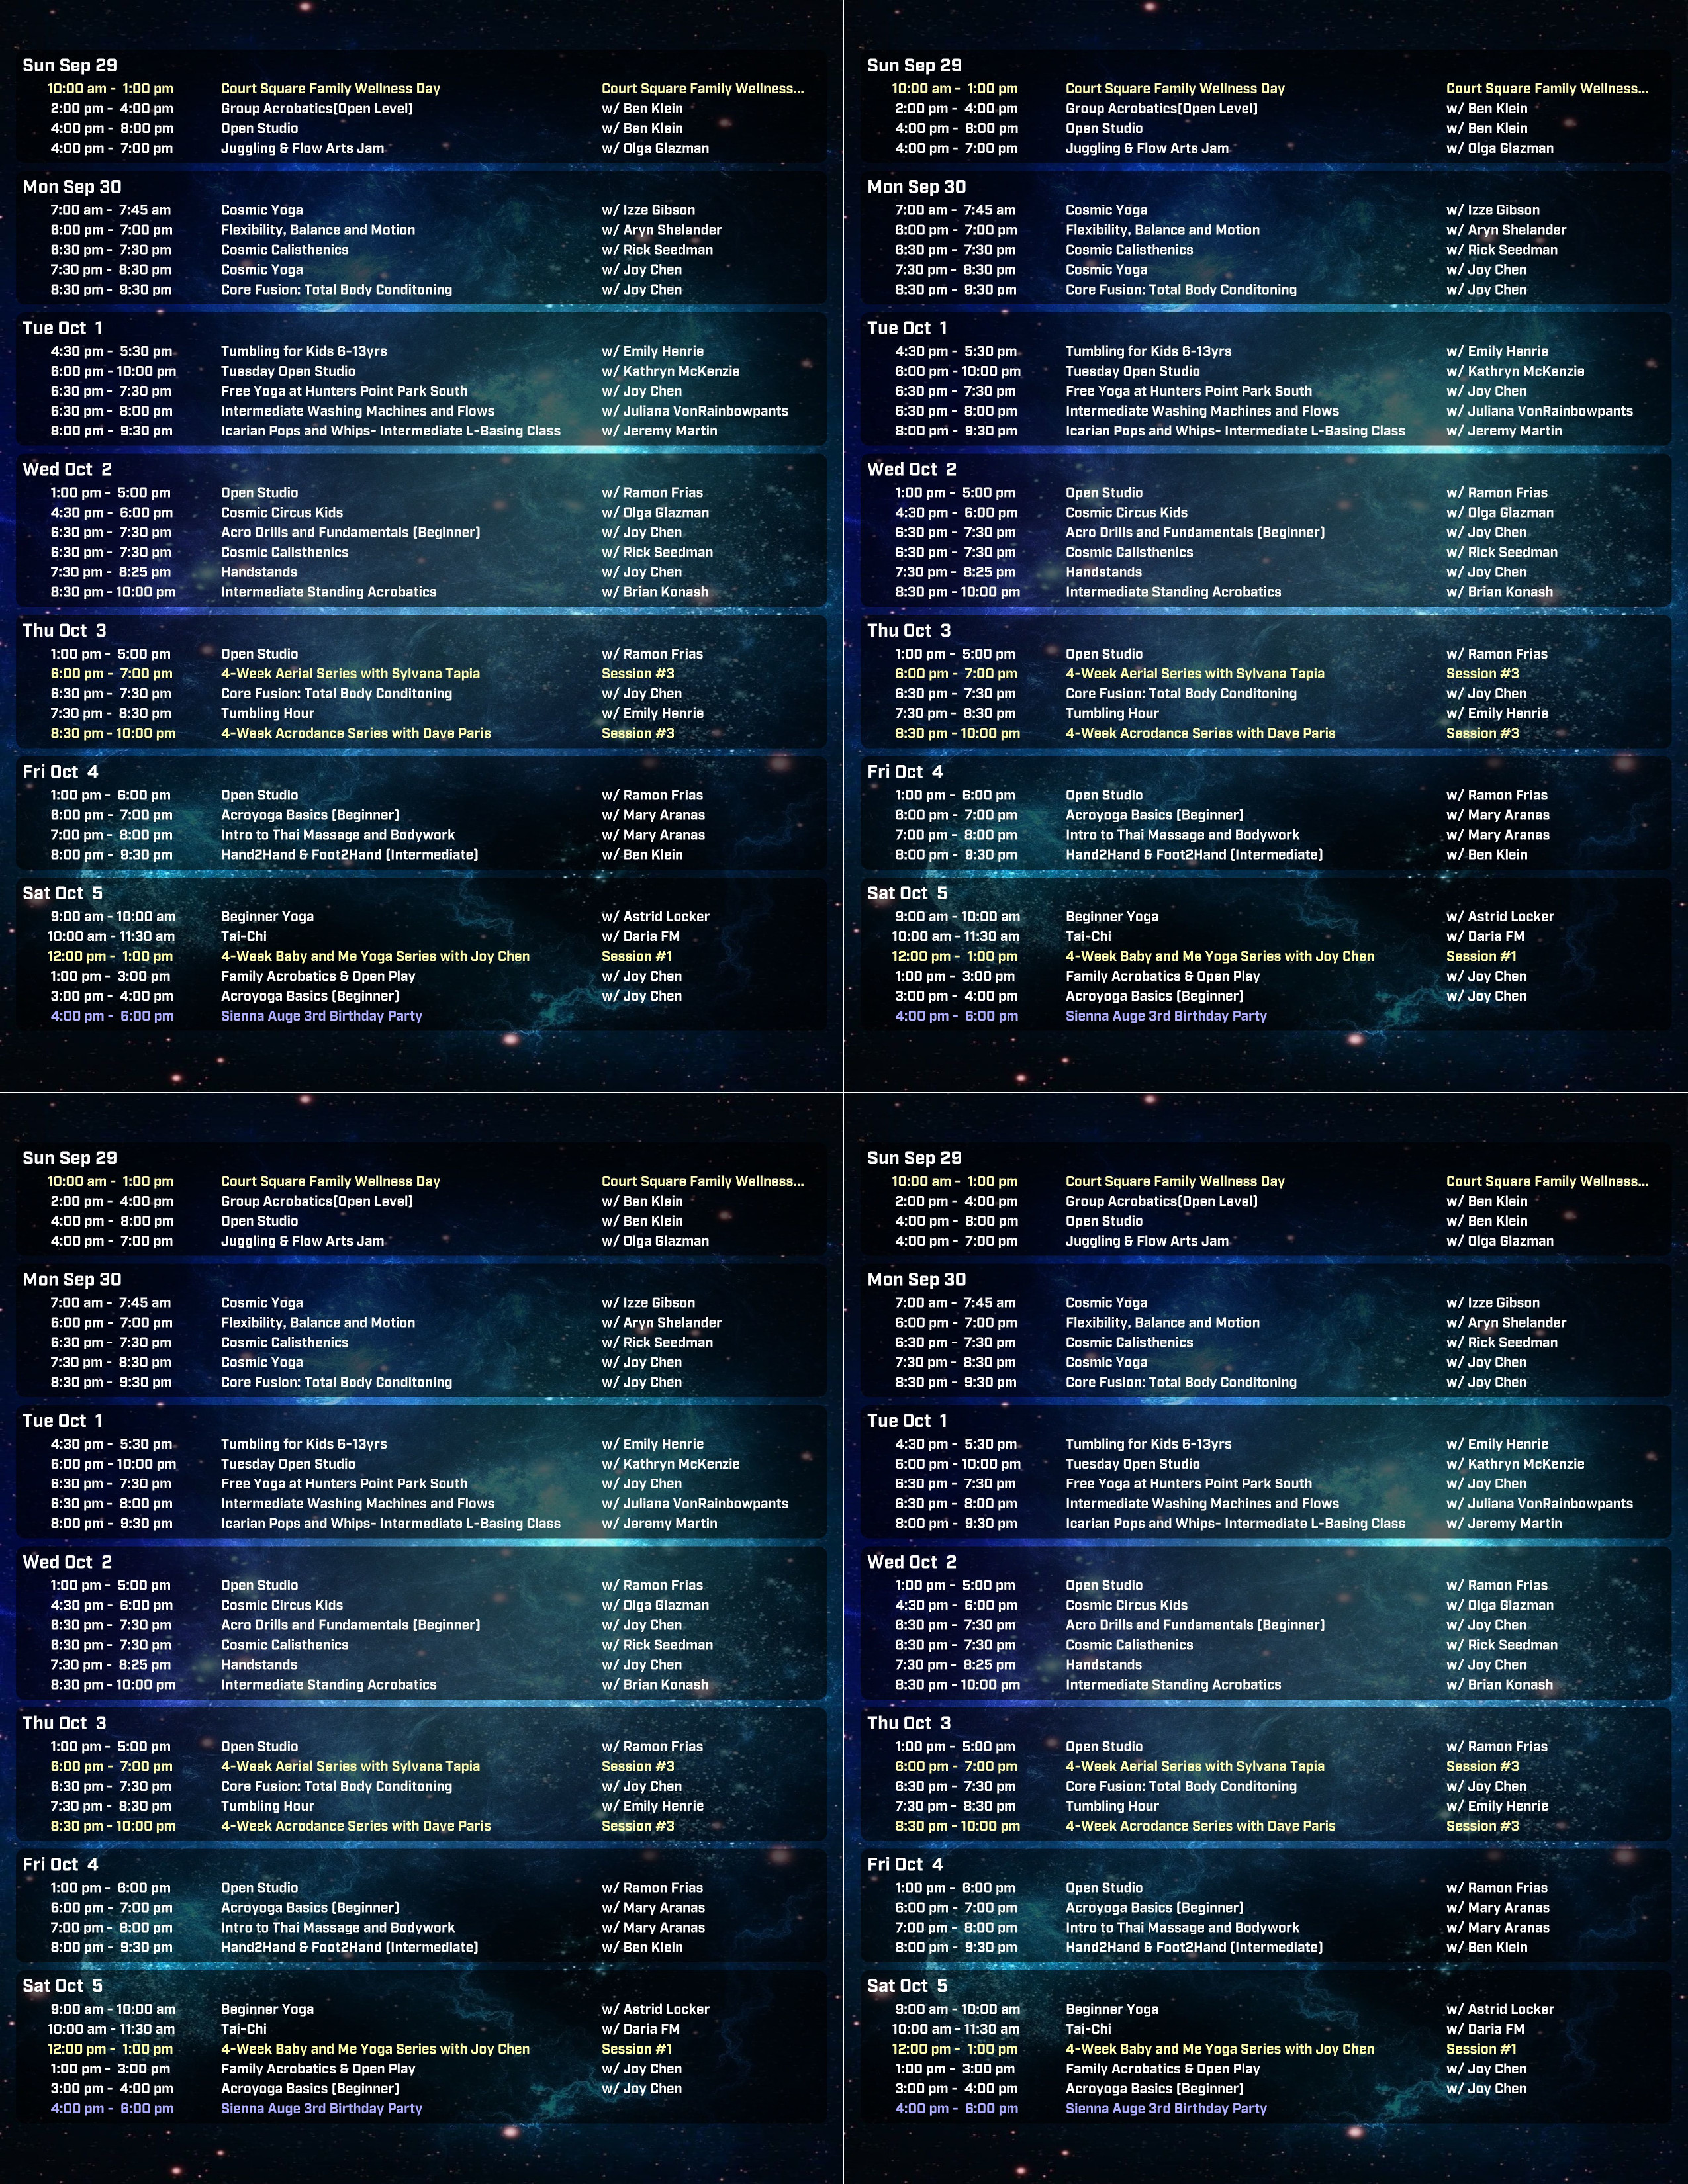 Sun Sep 29
10:00 am - 1:00 pm Court Square Family Wellness Day Court Square Family Wellness...
2:00 pm - 4:00 pm Group Acrobatics(Open Level) w/ Ben Klein
4:00 pm - 8:00 pm Open Studio w/ Ben Klein
4:00 pm - 7:00 pm Juggling & Flow Arts Jam w/ Olga Glazman
Mon Sep 30
7:00 am - 7:45 am Cosmic Yoga w/ Izze Gibson
6:00 pm - 7:00 pm Flexibility, Balance and Motion w/ Aryn Shelander
6:30 pm - 7:30 pm Cosmic Calisthenics w/ Rick Seedman
7:30 pm - 8:30 pm Cosmic Yoga w/ Joy Chen
8:30 pm - 9:30 pm Core Fusion: Total Body Conditoning w/ Joy Chen
Tue Oct 1
4:30 pm - 5:30 pm Tumbling for Kids 6-13yrs w/ Emily Henrie
6:00 pm - 10:00 pm Tuesday Open Studio w/ Kathryn McKenzie
6:30 pm - 7:30 pm Free Yoga at Hunters Point Park South w/ Joy Chen
6:30 pm - 8:00 pm Intermediate Washing Machines and Flows w/ Juliana VonRainbowpants
8:00 pm - 9:30 pm Icarian Pops and Whips- Intermediate L-Basing Class w/ Jeremy Martin
Wed Oct 2
1:00 pm - 5:00 pm Open Studio w/ Ramon Frias
4:30 pm - 6:00 pm Cosmic Circus Kids w/ Olga Glazman
6:30 pm - 7:30 pm Acro Drills and Fundamentals (Beginner) w/ Joy Chen
6:30 pm - 7:30 pm Cosmic Calisthenics w/ Rick Seedman
7:30 pm - 8:25 pm Handstands w/ Joy Chen
8:30 pm - 10:00 pm Intermediate Standing Acrobatics w/ Brian Konash
Thu Oct 3
1:00 pm - 5:00 pm Open Studio w/ Ramon Frias
6:00 pm - 7:00 pm 4-Week Aerial Series with Sylvana Tapia Session #3
6:30 pm - 7:30 pm Core Fusion: Total Body Conditoning w/ Joy Chen
7:30 pm - 8:30 pm Tumbling Hour w/ Emily Henrie
8:30 pm - 10:00 pm 4-Week Acrodance Series with Dave Paris Session #3
Fri Oct 4
1:00 pm - 6:00 pm Open Studio w/ Ramon Frias
6:00 pm - 7:00 pm Acroyoga Basics (Beginner) w/ Mary Aranas
7:00 pm - 8:00 pm Intro to Thai Massage and Bodywork w/ Mary Aranas
8:00 pm - 9:30 pm Hand2Hand & Foot2Hand (Intermediate) w/ Ben Klein
Sat Oct 5
9:00 am - 10:00 am Beginner Yoga w/ Astrid Locker
10:00 am - 11:30 am Tai-Chi w/ Daria FM
12:00 pm - 1:00 pm 4-Week Baby and Me Yoga Series with Joy Chen Session #1
1:00 pm - 3:00 pm Family Acrobatics & Open Play w/ Joy Chen
3:00 pm - 4:00 pm Acroyoga Basics (Beginner) w/ Joy Chen
4:00 pm - 6:00 pm Sienna Auge 3rd Birthday Party
Sun Sep 29
10:00 am - 1:00 pm Court Square Family Wellness Day Court Square Family Wellness...
2:00 pm - 4:00 pm Group Acrobatics(Open Level) w/ Ben Klein
4:00 pm - 8:00 pm Open Studio w/ Ben Klein
4:00 pm - 7:00 pm Juggling & Flow Arts Jam w/ Olga Glazman
Mon Sep 30
7:00 am - 7:45 am Cosmic Yoga w/ Izze Gibson
6:00 pm - 7:00 pm Flexibility, Balance and Motion w/ Aryn Shelander
6:30 pm - 7:30 pm Cosmic Calisthenics w/ Rick Seedman
7:30 pm - 8:30 pm Cosmic Yoga w/ Joy Chen
8:30 pm - 9:30 pm Core Fusion: Total Body Conditoning w/ Joy Chen
Tue Oct 1
4:30 pm - 5:30 pm Tumbling for Kids 6-13yrs w/ Emily Henrie
6:00 pm - 10:00 pm Tuesday Open Studio w/ Kathryn McKenzie
6:30 pm - 7:30 pm Free Yoga at Hunters Point Park South w/ Joy Chen
6:30 pm - 8:00 pm Intermediate Washing Machines and Flows w/ Juliana VonRainbowpants
8:00 pm - 9:30 pm Icarian Pops and Whips- Intermediate L-Basing Class w/ Jeremy Martin
Wed Oct 2
1:00 pm - 5:00 pm Open Studio w/ Ramon Frias
4:30 pm - 6:00 pm Cosmic Circus Kids w/ Olga Glazman
6:30 pm - 7:30 pm Acro Drills and Fundamentals (Beginner) w/ Joy Chen
6:30 pm - 7:30 pm Cosmic Calisthenics w/ Rick Seedman
7:30 pm - 8:25 pm Handstands w/ Joy Chen
8:30 pm - 10:00 pm Intermediate Standing Acrobatics w/ Brian Konash
Thu Oct 3
1:00 pm - 5:00 pm Open Studio w/ Ramon Frias
6:00 pm - 7:00 pm 4-Week Aerial Series with Sylvana Tapia Session #3
6:30 pm - 7:30 pm Core Fusion: Total Body Conditoning w/ Joy Chen
7:30 pm - 8:30 pm Tumbling Hour w/ Emily Henrie
8:30 pm - 10:00 pm 4-Week Acrodance Series with Dave Paris Session #3
Fri Oct 4
1:00 pm - 6:00 pm Open Studio w/ Ramon Frias
6:00 pm - 7:00 pm Acroyoga Basics (Beginner) w/ Mary Aranas
7:00 pm - 8:00 pm Intro to Thai Massage and Bodywork w/ Mary Aranas
8:00 pm - 9:30 pm Hand2Hand & Foot2Hand (Intermediate) w/ Ben Klein
Sat Oct 5
9:00 am - 10:00 am Beginner Yoga w/ Astrid Locker
10:00 am - 11:30 am Tai-Chi w/ Daria FM
12:00 pm - 1:00 pm 4-Week Baby and Me Yoga Series with Joy Chen Session #1
1:00 pm - 3:00 pm Family Acrobatics & Open Play w/ Joy Chen
3:00 pm - 4:00 pm Acroyoga Basics (Beginner) w/ Joy Chen
4:00 pm - 6:00 pm Sienna Auge 3rd Birthday Party
Sun Sep 29
10:00 am - 1:00 pm Court Square Family Wellness Day Court Square Family Wellness...
2:00 pm - 4:00 pm Group Acrobatics(Open Level) w/ Ben Klein
4:00 pm - 8:00 pm Open Studio w/ Ben Klein
4:00 pm - 7:00 pm Juggling & Flow Arts Jam w/ Olga Glazman
Mon Sep 30
7:00 am - 7:45 am Cosmic Yoga w/ Izze Gibson
6:00 pm - 7:00 pm Flexibility, Balance and Motion w/ Aryn Shelander
6:30 pm - 7:30 pm Cosmic Calisthenics w/ Rick Seedman
7:30 pm - 8:30 pm Cosmic Yoga w/ Joy Chen
8:30 pm - 9:30 pm Core Fusion: Total Body Conditoning w/ Joy Chen
Tue Oct 1
4:30 pm - 5:30 pm Tumbling for Kids 6-13yrs w/ Emily Henrie
6:00 pm - 10:00 pm Tuesday Open Studio w/ Kathryn McKenzie
6:30 pm - 7:30 pm Free Yoga at Hunters Point Park South w/ Joy Chen
6:30 pm - 8:00 pm Intermediate Washing Machines and Flows w/ Juliana VonRainbowpants
8:00 pm - 9:30 pm Icarian Pops and Whips- Intermediate L-Basing Class w/ Jeremy Martin
Wed Oct 2
1:00 pm - 5:00 pm Open Studio w/ Ramon Frias
4:30 pm - 6:00 pm Cosmic Circus Kids w/ Olga Glazman
6:30 pm - 7:30 pm Acro Drills and Fundamentals (Beginner) w/ Joy Chen
6:30 pm - 7:30 pm Cosmic Calisthenics w/ Rick Seedman
7:30 pm - 8:25 pm Handstands w/ Joy Chen
8:30 pm - 10:00 pm Intermediate Standing Acrobatics w/ Brian Konash
Thu Oct 3
1:00 pm - 5:00 pm Open Studio w/ Ramon Frias
6:00 pm - 7:00 pm 4-Week Aerial Series with Sylvana Tapia Session #3
6:30 pm - 7:30 pm Core Fusion: Total Body Conditoning w/ Joy Chen
7:30 pm - 8:30 pm Tumbling Hour w/ Emily Henrie
8:30 pm - 10:00 pm 4-Week Acrodance Series with Dave Paris Session #3
Fri Oct 4
1:00 pm - 6:00 pm Open Studio w/ Ramon Frias
6:00 pm - 7:00 pm Acroyoga Basics (Beginner) w/ Mary Aranas
7:00 pm - 8:00 pm Intro to Thai Massage and Bodywork w/ Mary Aranas
8:00 pm - 9:30 pm Hand2Hand & Foot2Hand (Intermediate) w/ Ben Klein
Sat Oct 5
9:00 am - 10:00 am Beginner Yoga w/ Astrid Locker
10:00 am - 11:30 am Tai-Chi w/ Daria FM
12:00 pm - 1:00 pm 4-Week Baby and Me Yoga Series with Joy Chen Session #1
1:00 pm - 3:00 pm Family Acrobatics & Open Play w/ Joy Chen
3:00 pm - 4:00 pm Acroyoga Basics (Beginner) w/ Joy Chen
4:00 pm - 6:00 pm Sienna Auge 3rd Birthday Party
Sun Sep 29
10:00 am - 1:00 pm Court Square Family Wellness Day Court Square Family Wellness...
2:00 pm - 4:00 pm Group Acrobatics(Open Level) w/ Ben Klein
4:00 pm - 8:00 pm Open Studio w/ Ben Klein
4:00 pm - 7:00 pm Juggling & Flow Arts Jam w/ Olga Glazman
Mon Sep 30
7:00 am - 7:45 am Cosmic Yoga w/ Izze Gibson
6:00 pm - 7:00 pm Flexibility, Balance and Motion w/ Aryn Shelander
6:30 pm - 7:30 pm Cosmic Calisthenics w/ Rick Seedman
7:30 pm - 8:30 pm Cosmic Yoga w/ Joy Chen
8:30 pm - 9:30 pm Core Fusion: Total Body Conditoning w/ Joy Chen
Tue Oct 1
4:30 pm - 5:30 pm Tumbling for Kids 6-13yrs w/ Emily Henrie
6:00 pm - 10:00 pm Tuesday Open Studio w/ Kathryn McKenzie
6:30 pm - 7:30 pm Free Yoga at Hunters Point Park South w/ Joy Chen
6:30 pm - 8:00 pm Intermediate Washing Machines and Flows w/ Juliana VonRainbowpants
8:00 pm - 9:30 pm Icarian Pops and Whips- Intermediate L-Basing Class w/ Jeremy Martin
Wed Oct 2
1:00 pm - 5:00 pm Open Studio w/ Ramon Frias
4:30 pm - 6:00 pm Cosmic Circus Kids w/ Olga Glazman
6:30 pm - 7:30 pm Acro Drills and Fundamentals (Beginner) w/ Joy Chen
6:30 pm - 7:30 pm Cosmic Calisthenics w/ Rick Seedman
7:30 pm - 8:25 pm Handstands w/ Joy Chen
8:30 pm - 10:00 pm Intermediate Standing Acrobatics w/ Brian Konash
Thu Oct 3
1:00 pm - 5:00 pm Open Studio w/ Ramon Frias
6:00 pm - 7:00 pm 4-Week Aerial Series with Sylvana Tapia Session #3
6:30 pm - 7:30 pm Core Fusion: Total Body Conditoning w/ Joy Chen
7:30 pm - 8:30 pm Tumbling Hour w/ Emily Henrie
8:30 pm - 10:00 pm 4-Week Acrodance Series with Dave Paris Session #3
Fri Oct 4
1:00 pm - 6:00 pm Open Studio w/ Ramon Frias
6:00 pm - 7:00 pm Acroyoga Basics (Beginner) w/ Mary Aranas
7:00 pm - 8:00 pm Intro to Thai Massage and Bodywork w/ Mary Aranas
8:00 pm - 9:30 pm Hand2Hand & Foot2Hand (Intermediate) w/ Ben Klein
Sat Oct 5
9:00 am - 10:00 am Beginner Yoga w/ Astrid Locker
10:00 am - 11:30 am Tai-Chi w/ Daria FM
12:00 pm - 1:00 pm 4-Week Baby and Me Yoga Series with Joy Chen Session #1
1:00 pm - 3:00 pm Family Acrobatics & Open Play w/ Joy Chen
3:00 pm - 4:00 pm Acroyoga Basics (Beginner) w/ Joy Chen
4:00 pm - 6:00 pm Sienna Auge 3rd Birthday Party